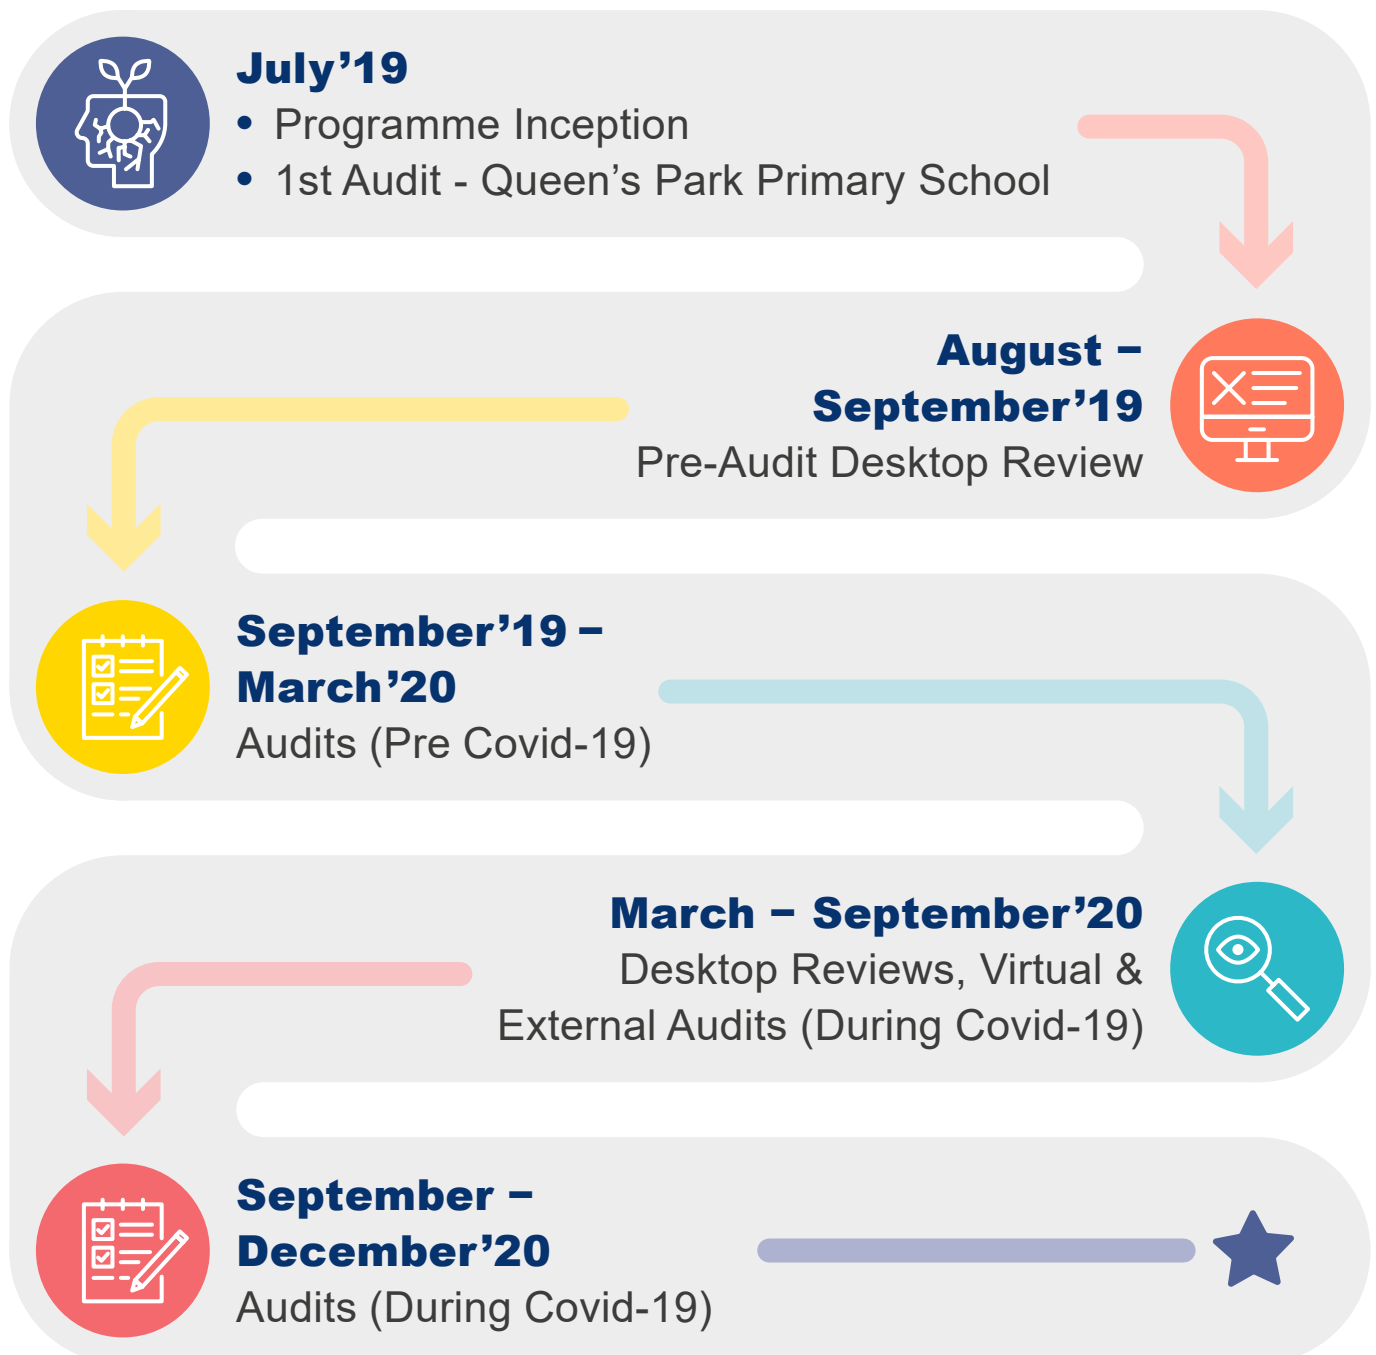 July’19
• Programme Inception
• 1st Audit - Queen’s Park Primary School
August –
September’19
Pre-Audit Desktop Review
September’19 –
March’20
Audits (Pre Covid-19)
March – September’20
Desktop Reviews, Virtual &
External Audits (During Covid-19)
September –
December’20
Audits (During Covid-19)